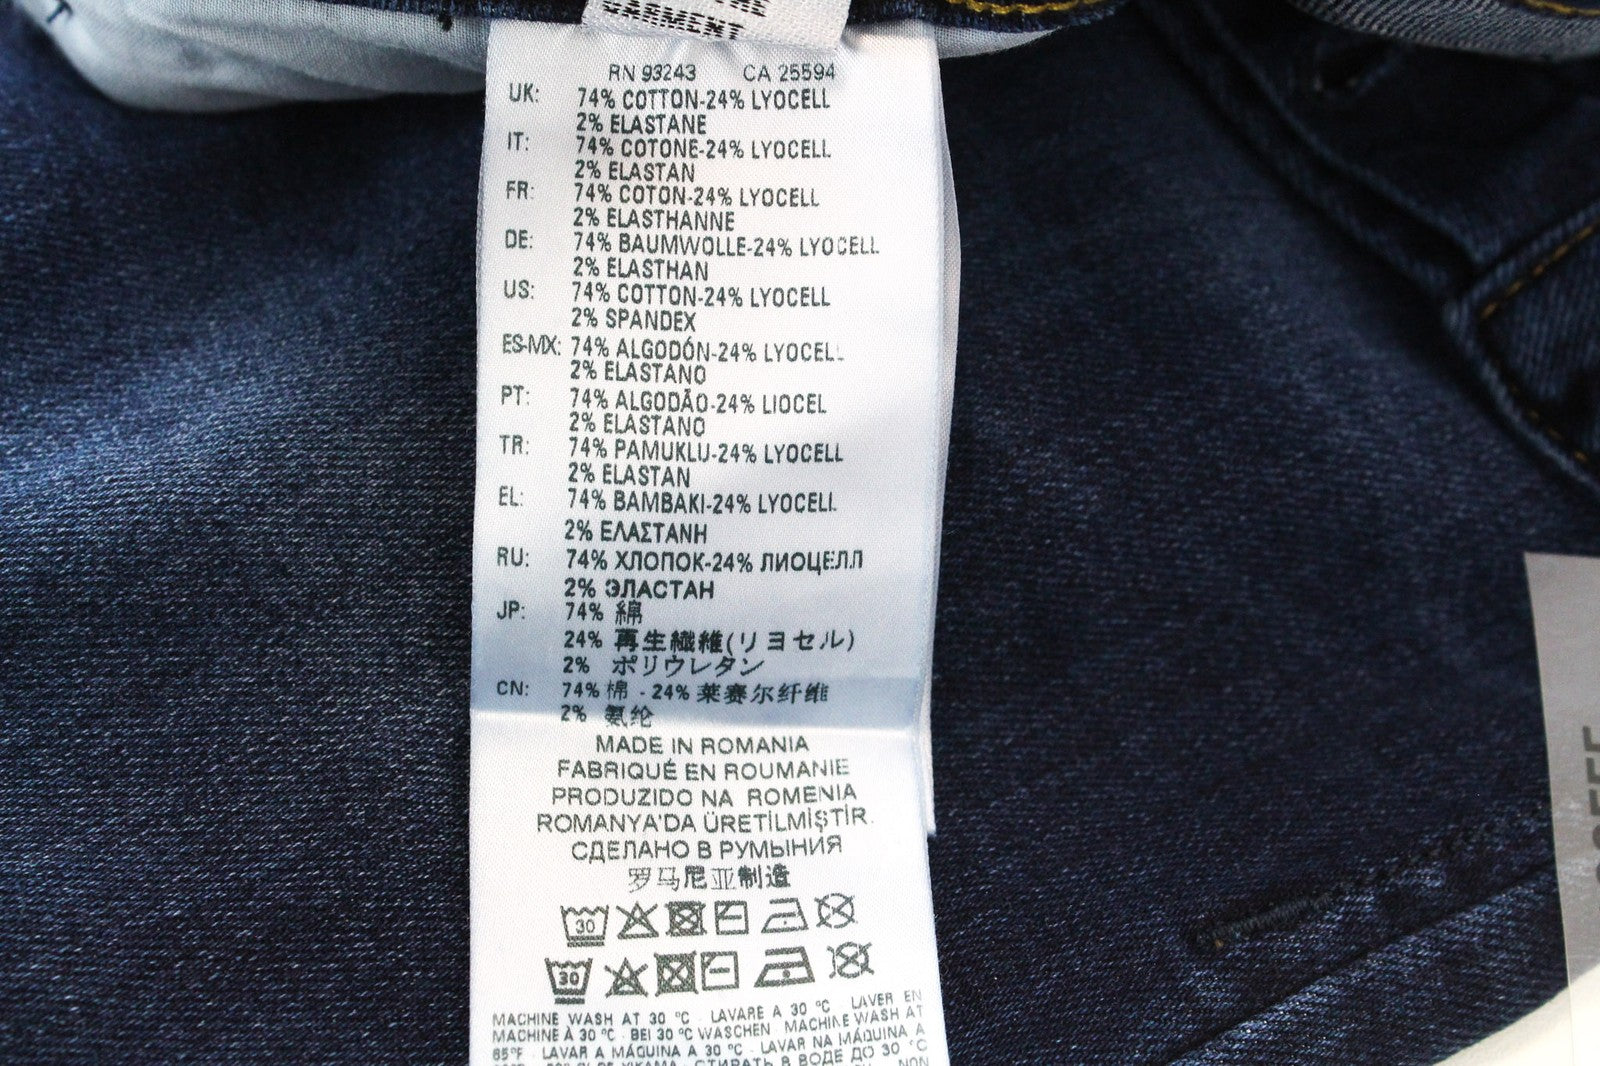 GARMENT
RN 93243 CA 25594
UK: 74% COTTON-24% LYOCELL
2% ELASTANE
IT: 74% COTONE-24% LYOCELL
2% ELASTAN
FR: 74% COTON-24% LYOCELL
2% ELASTHANNE
DE: 74% BAUMWOLLE-24% LYOCELL
2% ELASTHAN
US: 74% COTTON-24% LYOCELL
2% SPANDEX
ES-MX: 74% ALGODÓN-24% LYOCELL
2% ELASTANO
PT: 74% ALGODÃO-24% LIOCEL
2% ELASTANO
TR: 74% PAMUKLU-24% LYOCELL
2% ELASTAN
EL: 74% BAMBAKI-24% LYOCELL
2% ΕΛΑΣΤΑΝΗ
RU: 74% ХЛОПОК-24% ЛИОЦЕЛЛ
2% ЭЛАСТАН
JP: 74% 綿
24% 再生繊維(リヨセル)
2% ポリウレタン
CN: 74% 棉 - 24% 莱赛尔纤维
2% 氨纶
MADE IN ROMANIA
FABRIQUÉ EN ROUMANIE
PRODUZIDO NA ROMENIA
ROMANYA'DA ÜRETİLMİŞTİR.
СДЕЛАНО В РУМЫНИЯ
罗马尼亚制造
30
30
MACHINE WASH AT 30 °C · LAVARE A 30 °C · LAVER EN
MACHINE À 30 °C · BEI 30 °C WASCHEN · MACHINE WASH AT
85°F · LAVAR A MÁQUINA A 30 °C · LAVAR NA MÁQUINA A
СТИРАТЬ В ВОДЕ ДО 30 °C